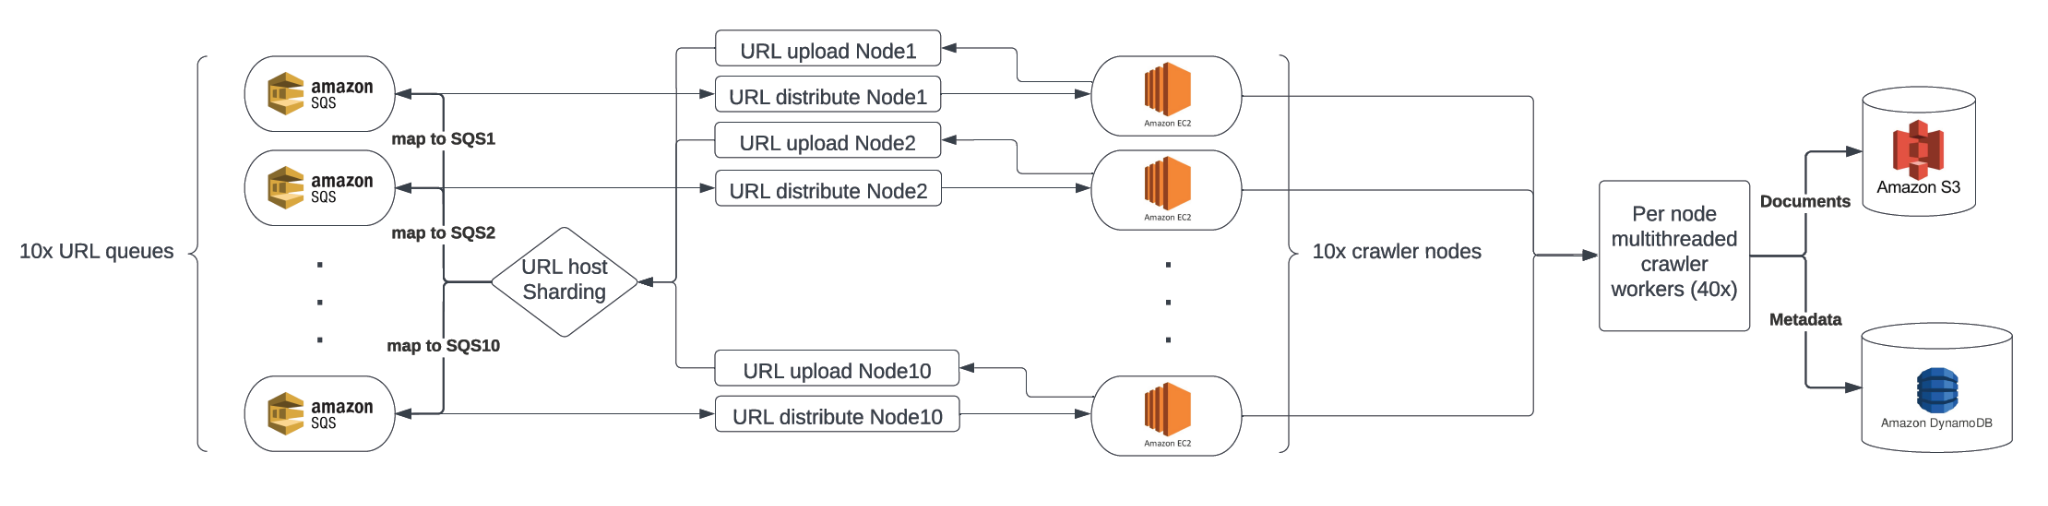 10x URL queues
amazon
SQS
map to SQS1
amazon
SQS
map to SQS2
map to SQS10
amazon
SQS
URL host
Sharding
URL upload Node1
URL distribute Node1
URL upload Node2
URL distribute Node2
URL upload Node10
URL distribute Node10
Amazon EC2
Amazon EC2
Amazon EC2
10x crawler nodes
Per node
multithreaded
crawler
workers (40x)
Documents
Metadata
Amazon S3
Amazon DynamoDB